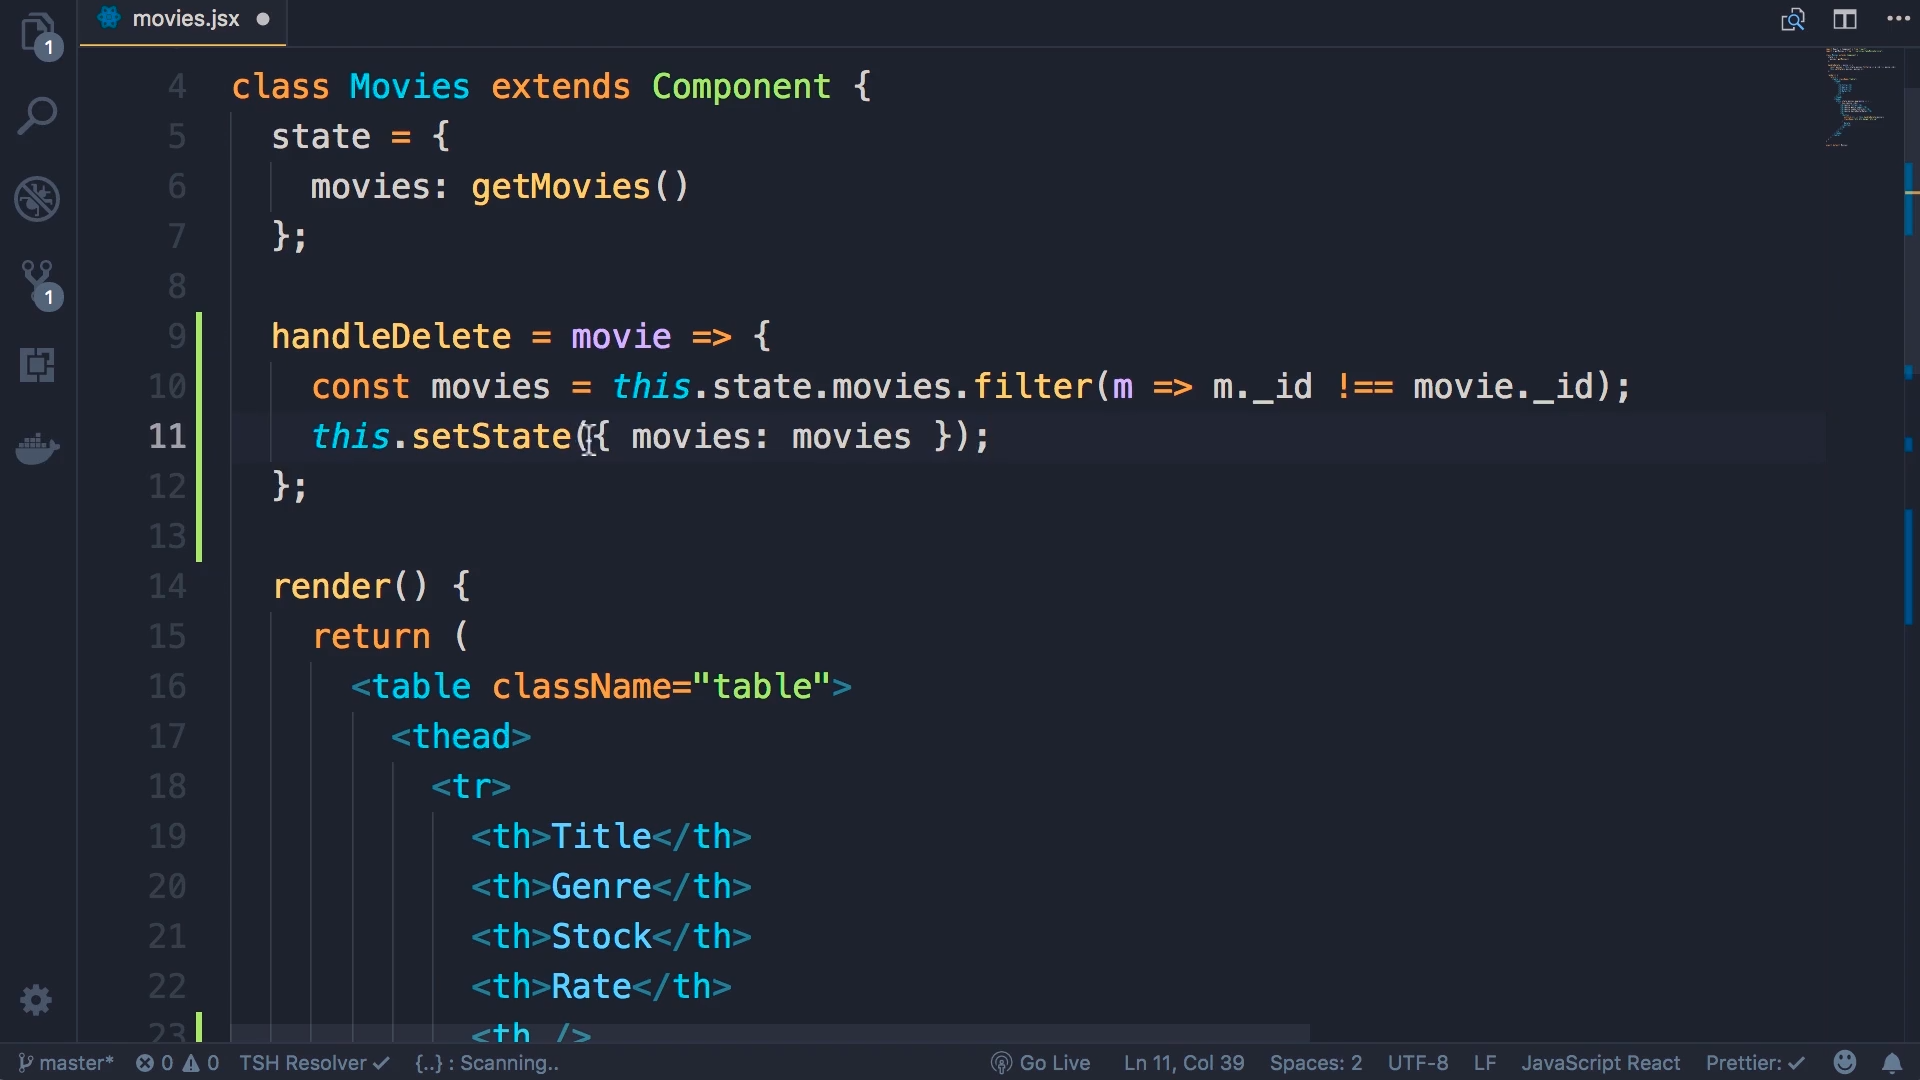 movies.jsx
1
4 class Movies extends Component {
5 state = {
6 movies: getMovies()
7 };
8
9 handleDelete = movie => {
10 const movies = this.state.movies.filter(m => m._id !== movie._id);
11 this.setState({ movies: movies });
12 };
13
14 render() {
15 return (
16 <table className="table">
17 <thead>
18 <tr>
19 <th>Title</th>
20 <th>Genre</th>
21 <th>Stock</th>
22 <th>Rate</th>
23 <th />
1
master* 0 0 TSH Resolver ✓ {..} : Scanning.. Go Live Ln 11, Col 39 Spaces: 2 UTF-8 LF JavaScript React Prettier: ✓